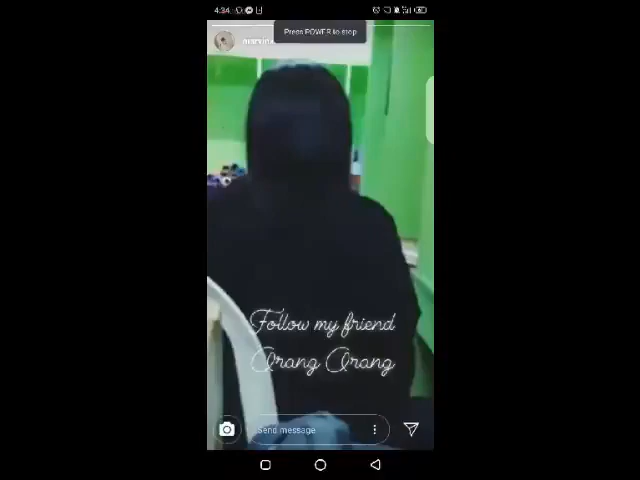 4:34
Press POWER to stop
Follow my friend
Orang Orang
Send message